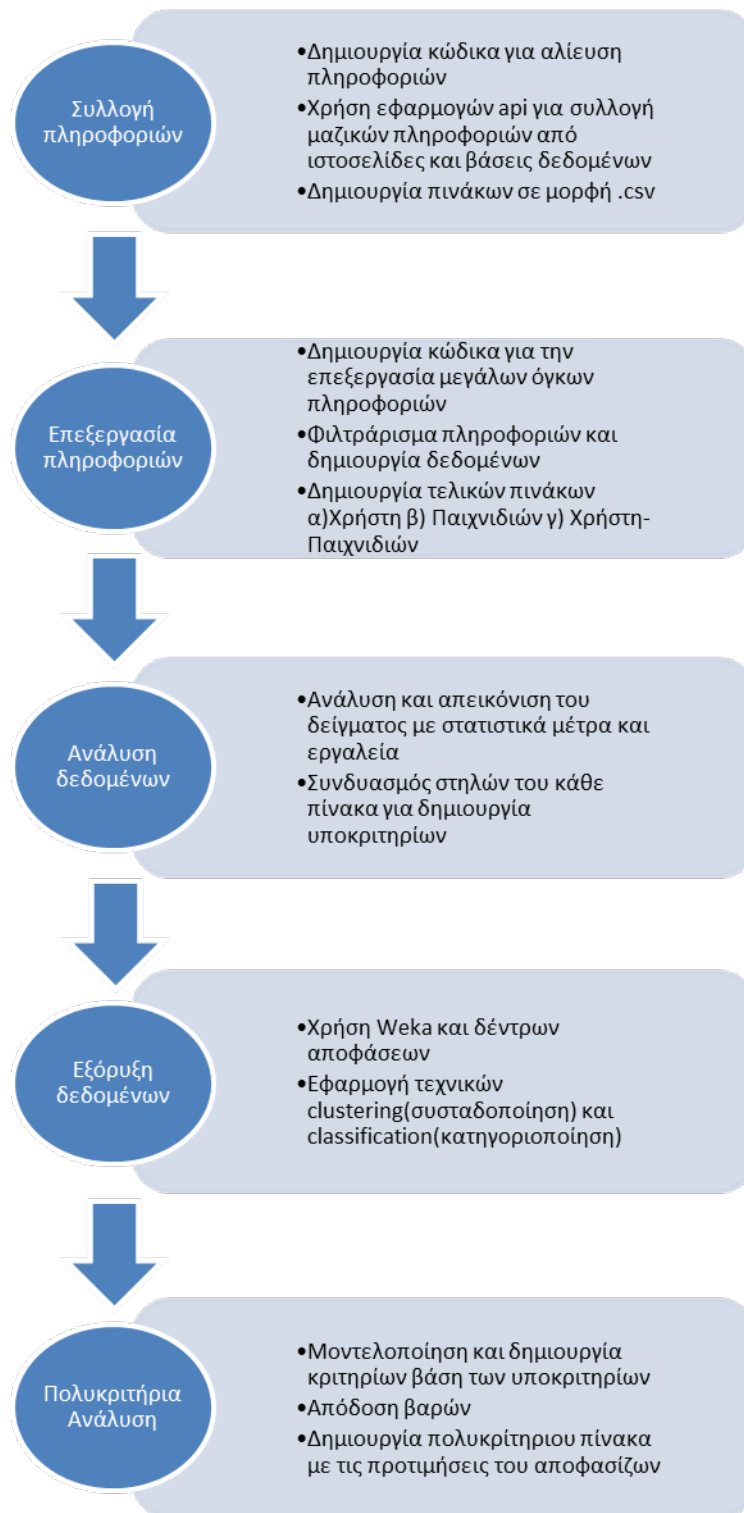 Συλλογή
πληροφοριών
•Δημιουργία κώδικα για αλίευση
πληροφοριών
•Χρήση εφαρμογών api για συλλογή
μαζικών πληροφοριών από
ιστοσελίδες και βάσεις δεδομένων
•Δημιουργία πινάκων σε μορφή .csv
Επεξεργασία
πληροφοριών
•Δημιουργία κώδικα για την
επεξεργασία μεγάλων όγκων
πληροφοριών
•Φιλτράρισμα πληροφοριών και
δημιουργία δεδομένων
•Δημιουργία τελικών πινάκων
α)Χρήστη β) Παιχνιδιών γ) Χρήστη-
Παιχνιδιών
Ανάλυση
δεδομένων
•Ανάλυση και απεικόνιση του
δείγματος με στατιστικά μέτρα και
εργαλεία
•Συνδυασμός στηλών του κάθε
πίνακα για δημιουργία
υποκριτηρίων
Εξόρυξη
δεδομένων
•Χρήση Weka και δέντρων
αποφάσεων
•Εφαρμογή τεχνικών
clustering(συσταδοποίηση) και
classification(κατηγοριοποίηση)
Πολυκριτήρια
Ανάλυση
•Μοντελοποίηση και δημιουργία
κριτηρίων βάση των υποκριτηρίων
•Απόδοση βαρών
•Δημιουργία πολυκρίτηριου πίνακα
με τις προτιμήσεις του αποφασίζων